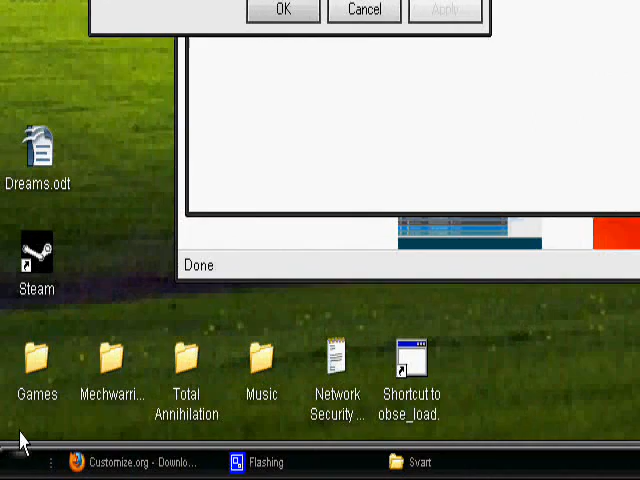 OK
Cancel
Apply
Dreams.odt
Done
Steam
Games
Mechwarri...
Total
Annihilation
Music
Network
Security ...
Shortcut to
obse_load.
Customize.org - Downlo...
Flashing
Svart